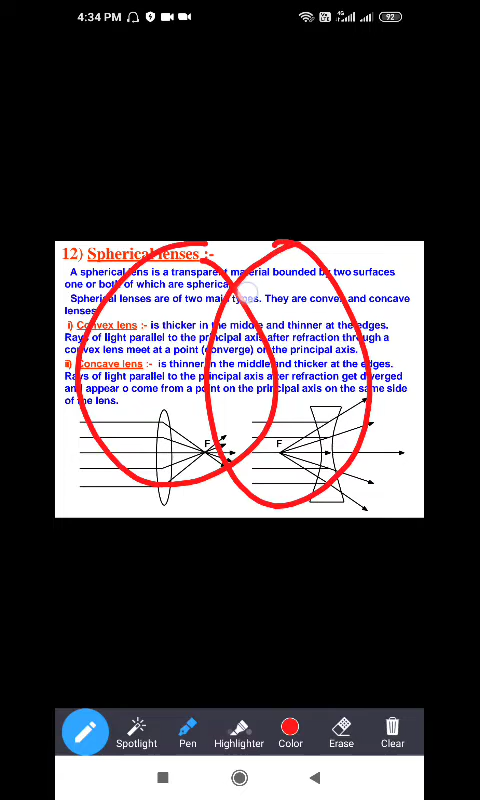 4:34 PM
4G
92
12) Spherical lenses :-
A spherical lens is a transparent material bounded by two surfaces
one or both of which are spherical.
Spherical lenses are of two main types. They are convex and concave
lenses.
i) Convex lens :- is thicker in the middle and thinner at the edges.
Rays of light parallel to the principal axis after refraction through a
convex lens meet at a point (converge) on the principal axis.
ii) Concave lens :- is thinner in the middle and thicker at the edges.
Rays of light parallel to the principal axis after refraction get diverged
and appear o come from a point on the principal axis on the same side
of the lens.
F F
Spotlight Pen Highlighter Color Erase Clear